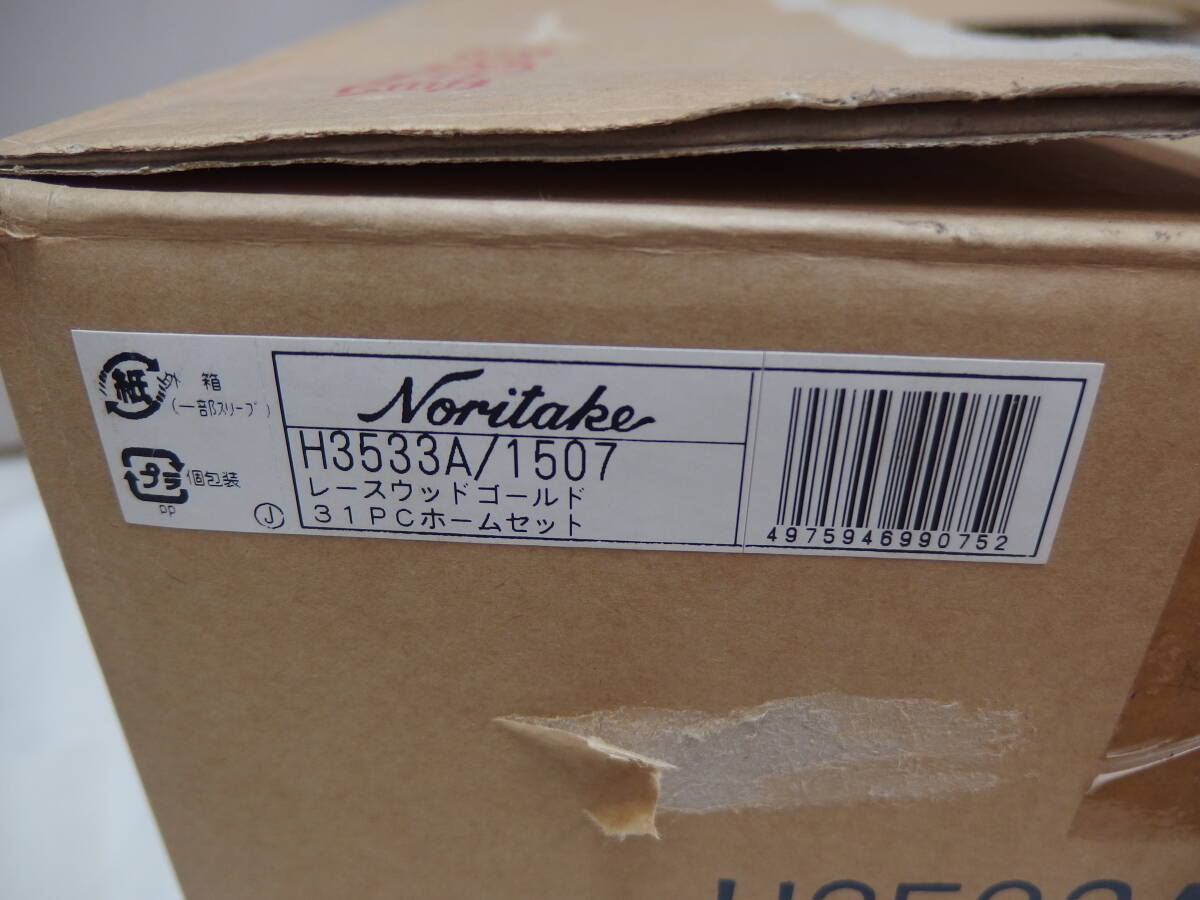 紙
外箱
(一部スリーブ)
プラ
個包装
PP
J
Noritake
H3533A/1507
レースウッドゴールド
31PCホームセット
4975946990752